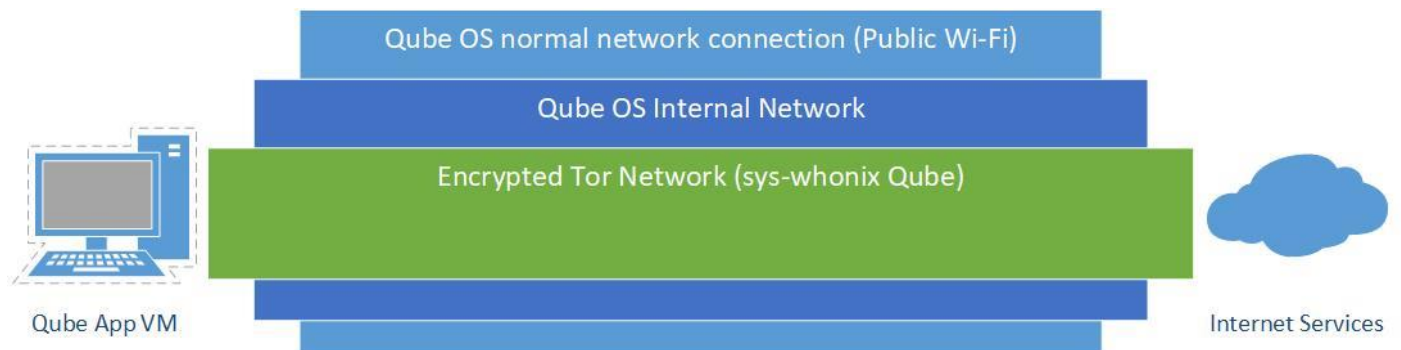 Qube OS normal network connection (Public Wi-Fi)
Qube OS Internal Network
Encrypted Tor Network (sys-whonix Qube)
Qube App VM
Internet Services